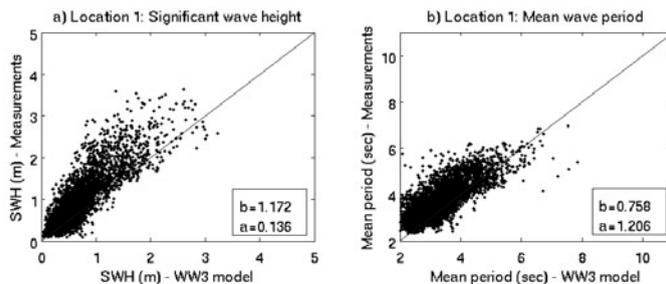 a) Location 1: Significant wave height
5
4
3
2
1
0
SWH (m) - Measurements
b=1.172
a=0.136
0 1 2 3 4 5
SWH (m) - WW3 model
b) Location 1: Mean wave period
10
8
6
4
2
Mean period (sec) - Measurements
b=0.758
a=1.206
2 4 6 8 10
Mean period (sec) - WW3 model